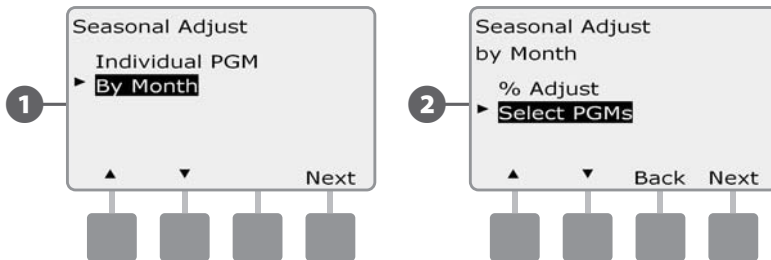 1
Seasonal Adjust
Individual PGM
► By Month
▲ ▼ Next
2
Seasonal Adjust
by Month
% Adjust
► Select PGMs
▲ ▼ Back Next